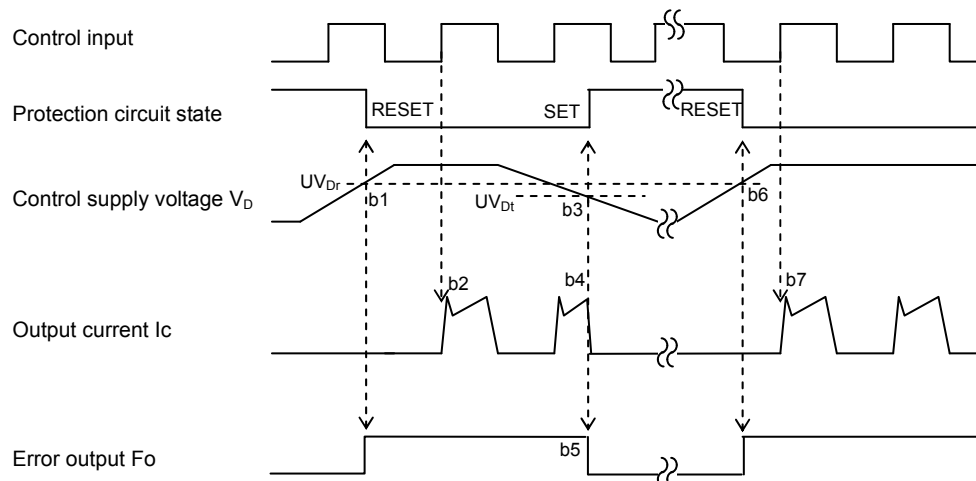 Control input
Protection circuit state
RESET
SET
RESET
Control supply voltage VD
UVDr
b1
UVDt
b3
b6
Output current Ic
b2
b4
b7
Error output Fo
b5